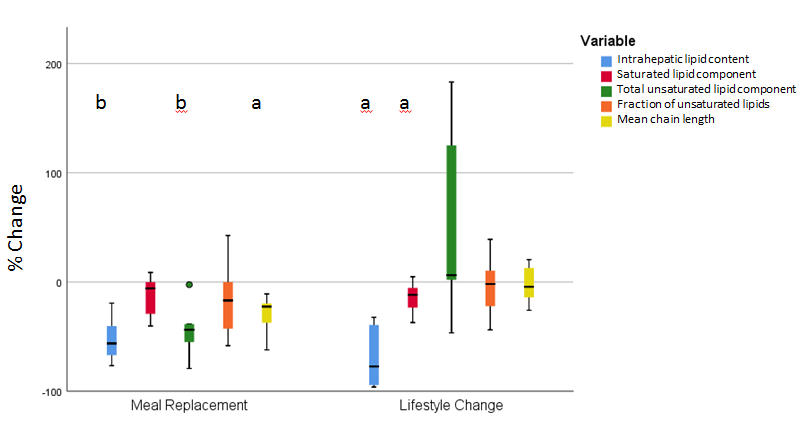 Variable
Intrahepatic lipid content
Saturated lipid component
Total unsaturated lipid component
Fraction of unsaturated lipids
Mean chain length
200
b b a a a
100
% Change
0
-100
Meal Replacement Lifestyle Change